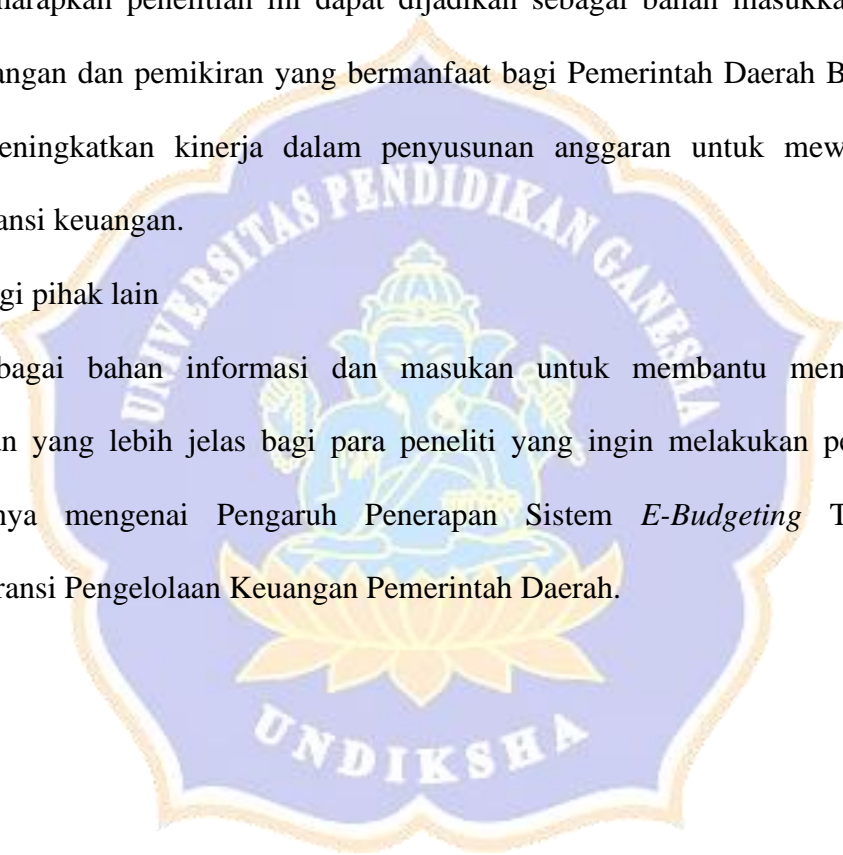 arapkan penelitian ini dapat dijadikan sebagai bahan masukka
angan dan pemikiran yang bermanfaat bagi Pemerintah Daerah B
eningkatkan kinerja dalam penyusunan anggaran untuk mew
ansi keuangan.
gi pihak lain
bagai bahan informasi dan masukan untuk membantu mem
n yang lebih jelas bagi para peneliti yang ingin melakukan pe
nya mengenai Pengaruh Penerapan Sistem E-Budgeting T
ransi Pengelolaan Keuangan Pemerintah Daerah.
UNIVERSITAS PENDIDIKAN GANESHA
UNDIKSHA